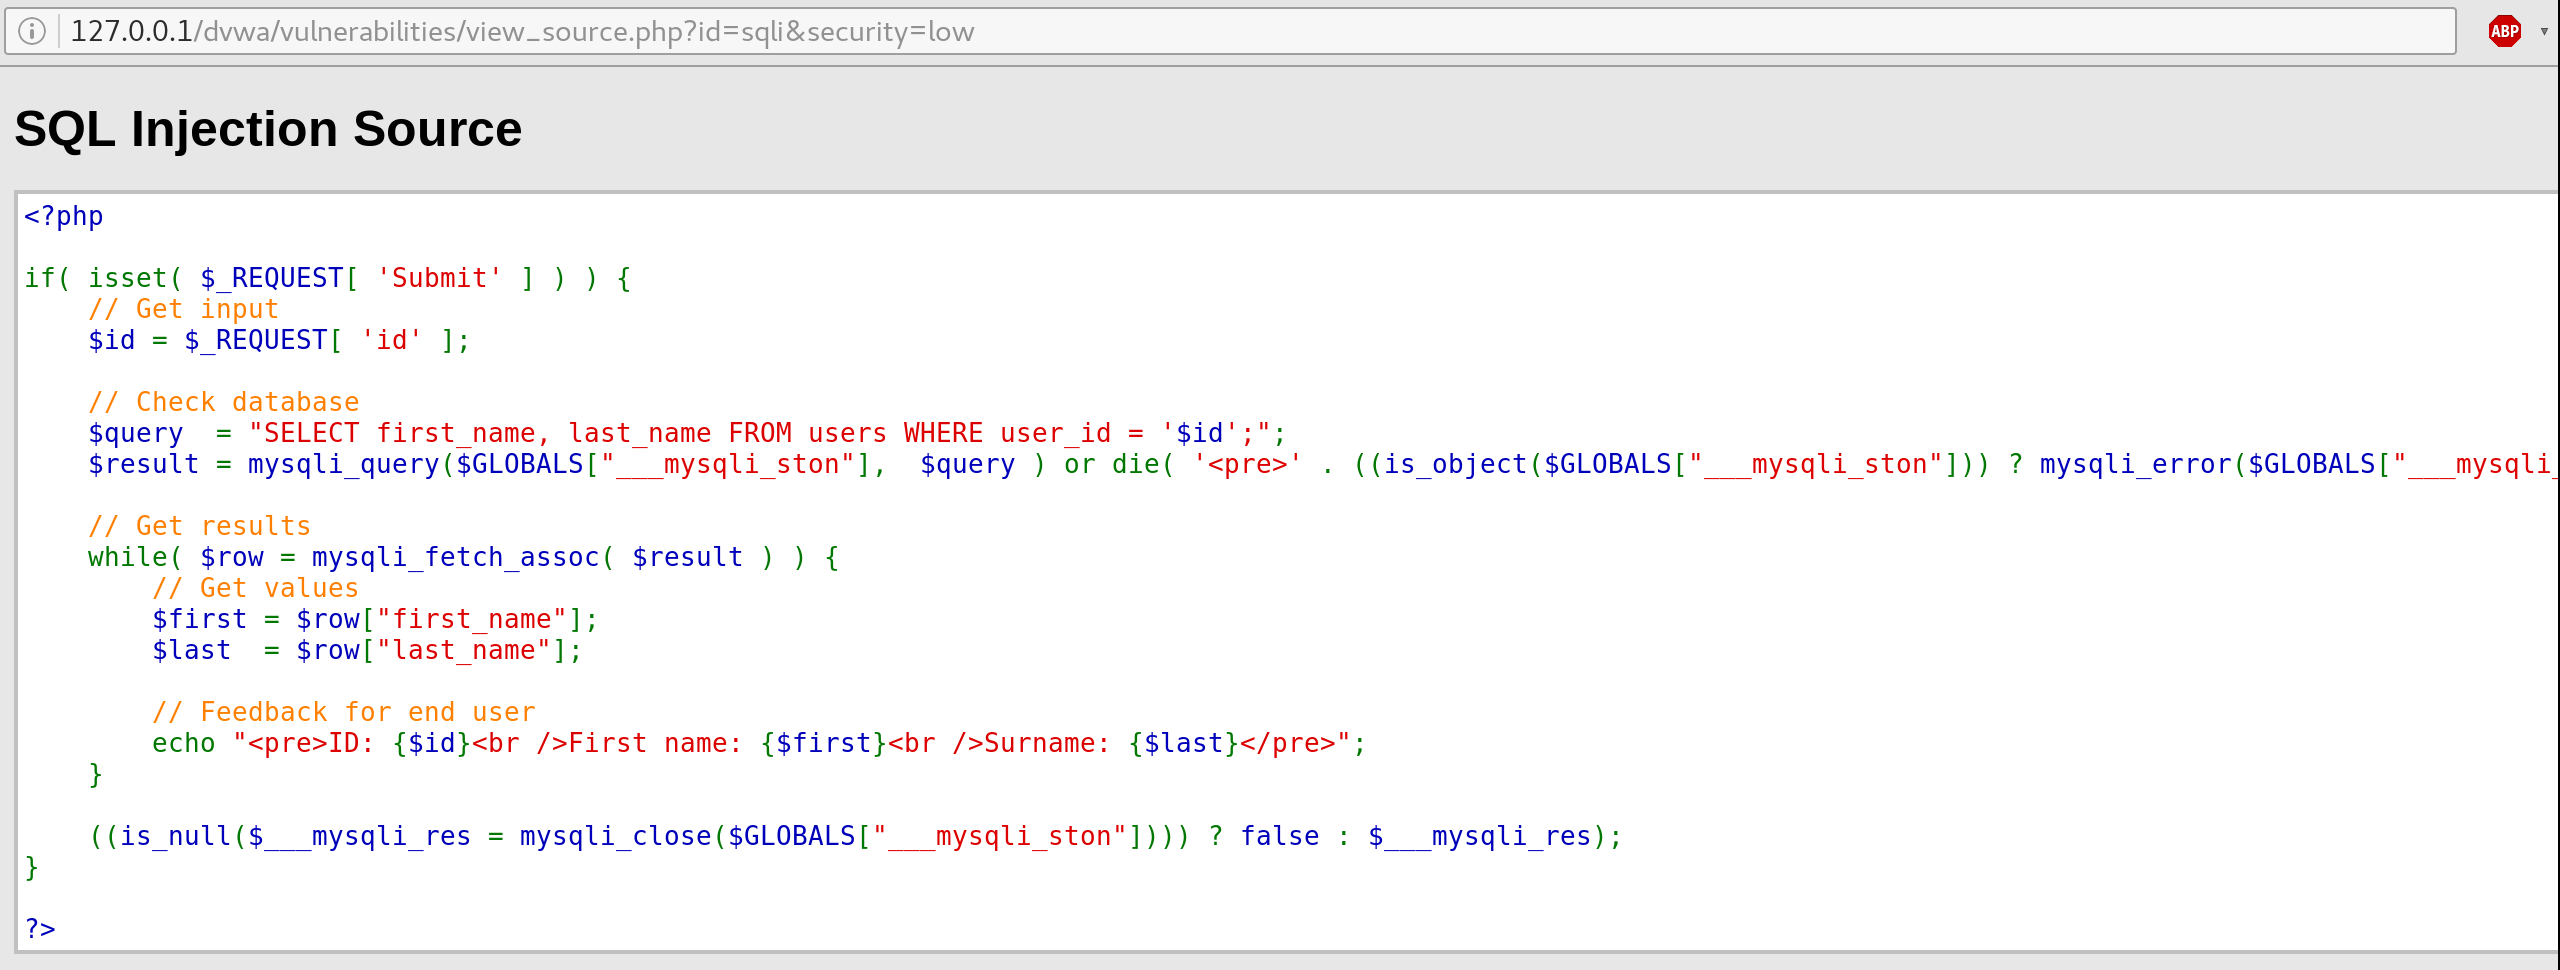 127.0.0.1/dvwa/vulnerabilities/view_source.php?id=sqli&security=low
ABP
SQL Injection Source
<?php
if( isset( $_REQUEST[ 'Submit' ] ) ) {
    // Get input
    $id = $_REQUEST[ 'id' ];
    // Check database
    $query  = "SELECT first_name, last_name FROM users WHERE user_id = '$id';";
    $result = mysqli_query($GLOBALS["___mysqli_ston"],  $query ) or die( '<pre>' . ((is_object($GLOBALS["___mysqli_ston"])) ? mysqli_error($GLOBALS["___mysqli_
    // Get results
    while( $row = mysqli_fetch_assoc( $result ) ) {
        // Get values
        $first = $row["first_name"];
        $last  = $row["last_name"];
        // Feedback for end user
        echo "<pre>ID: {$id}<br />First name: {$first}<br />Surname: {$last}</pre>";
    }
    ((is_null($___mysqli_res = mysqli_close($GLOBALS["___mysqli_ston"]))) ? false : $___mysqli_res);
}
?>